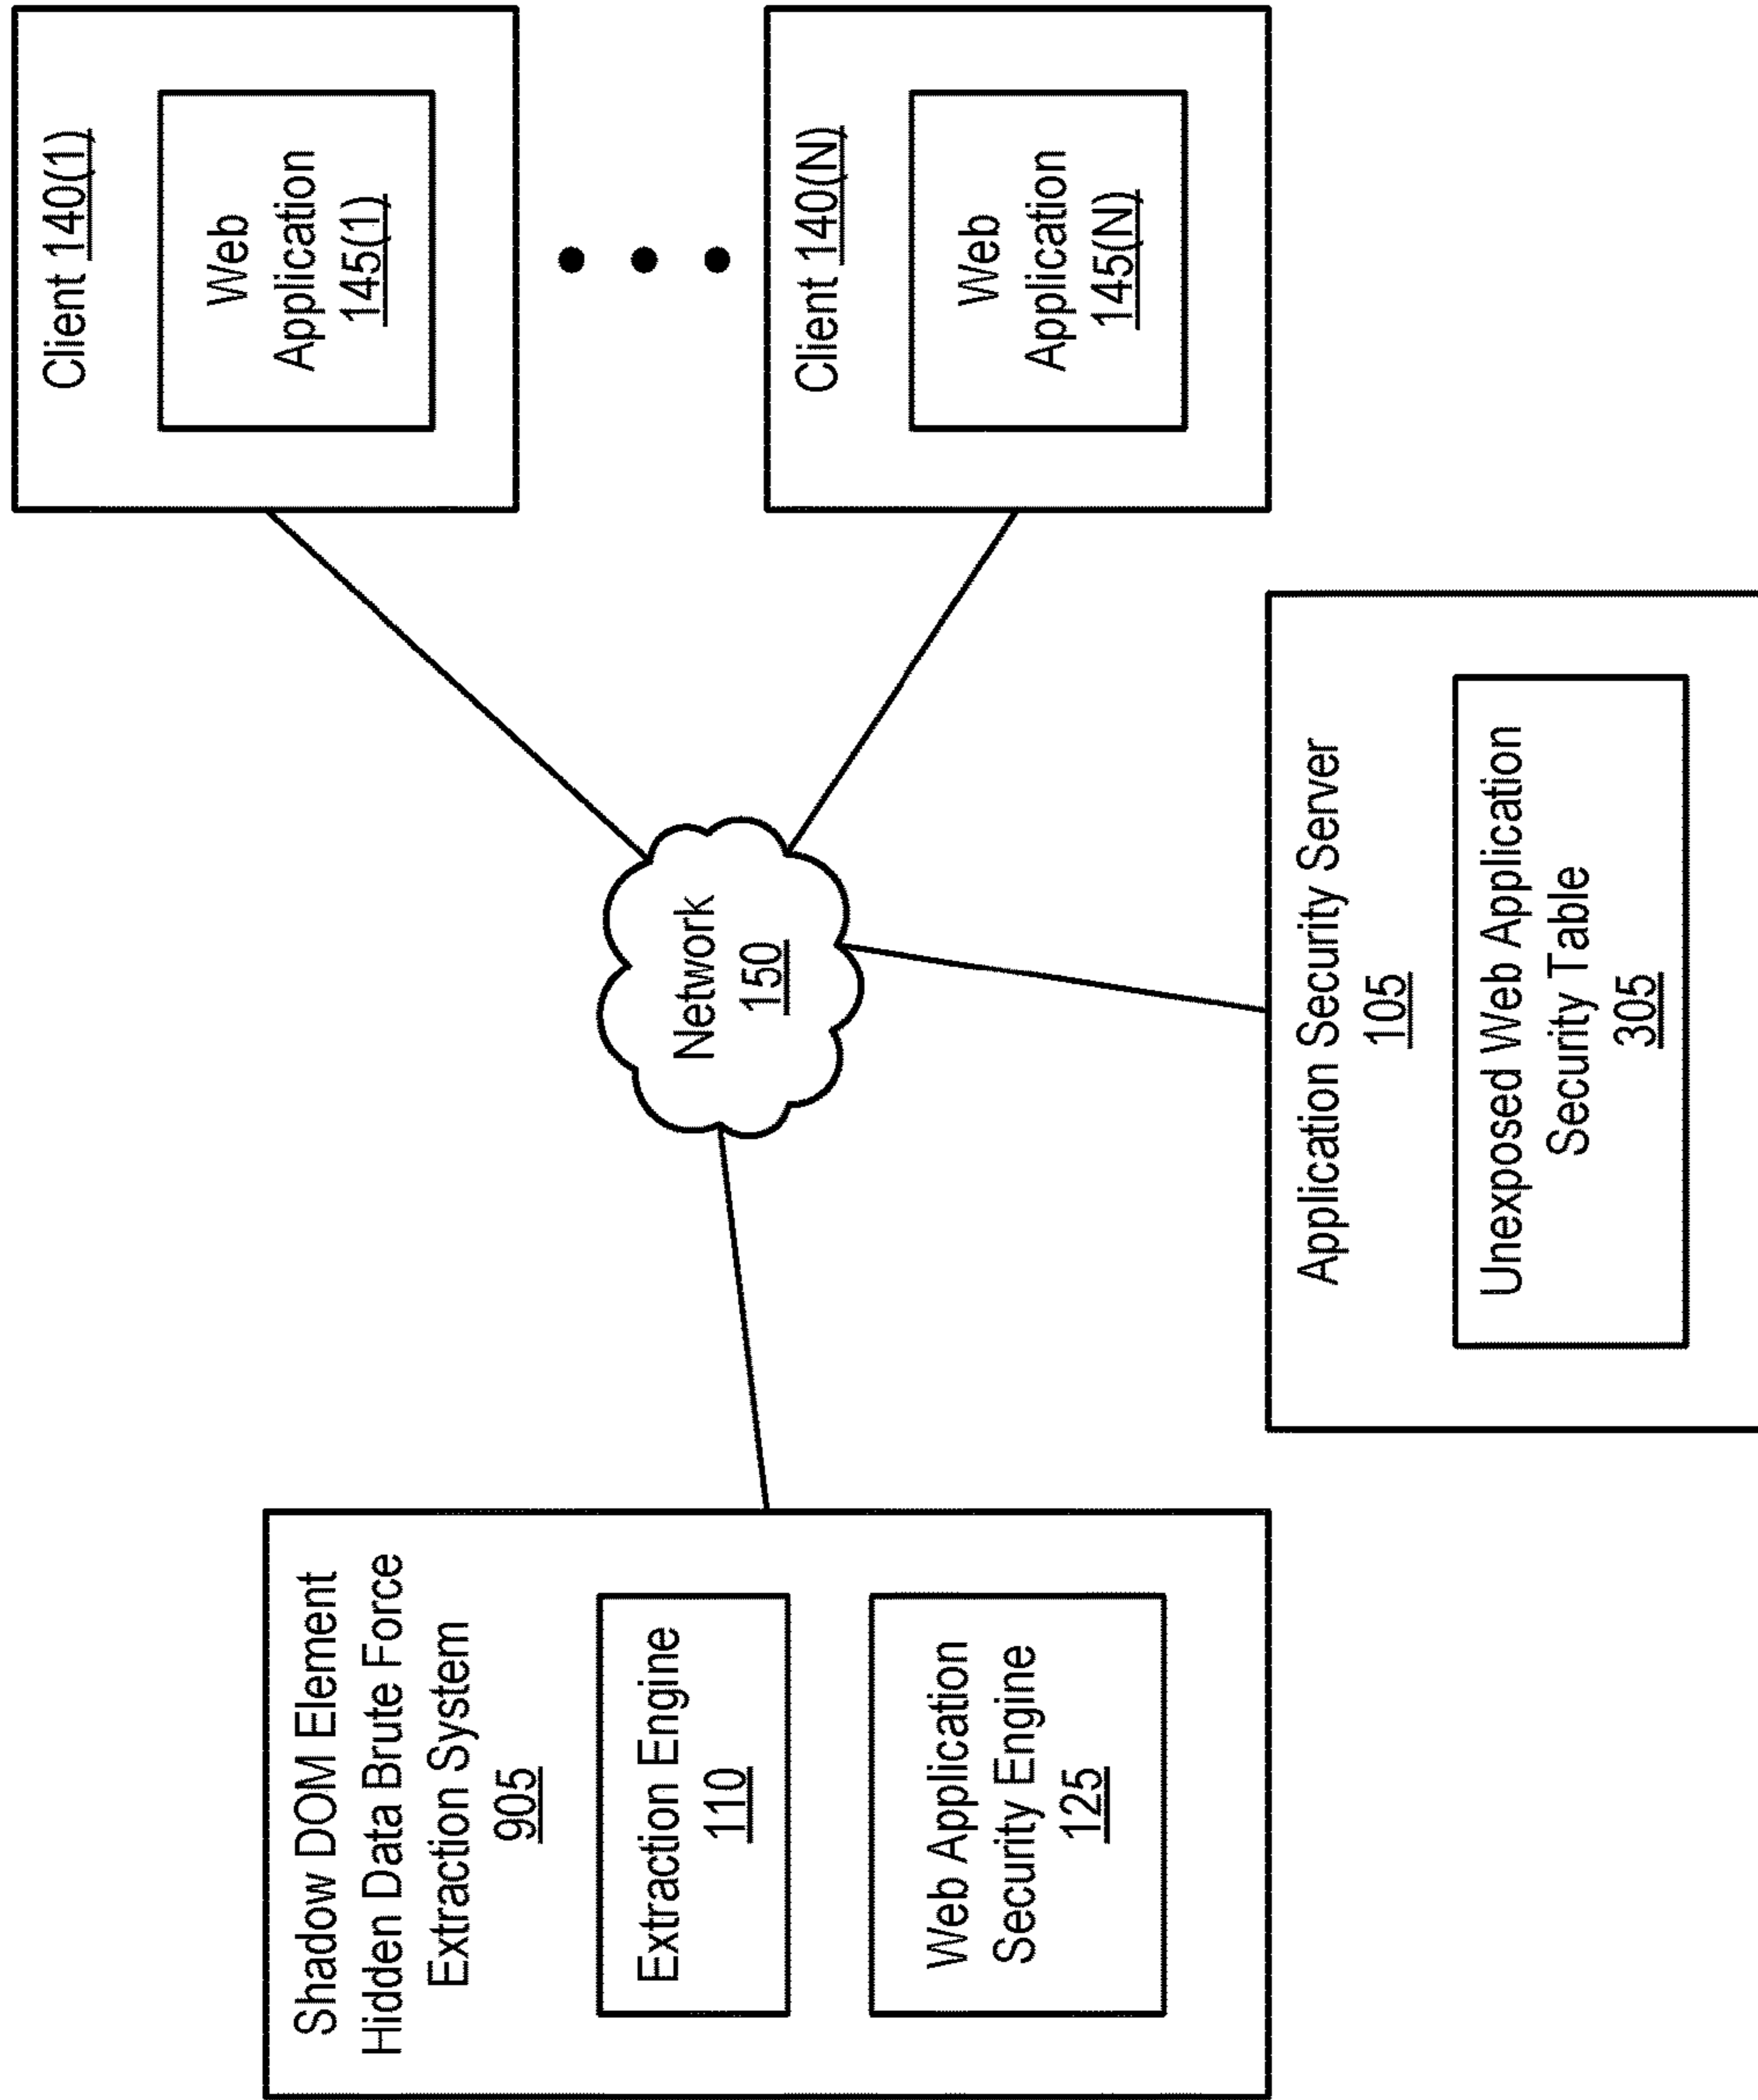 Shadow DOM Element
Hidden Data Brute Force
Extraction System
905
Extraction Engine
110
Web Application
Security Engine
125
Network
150
Application Security Server
105
Unexposed Web Application
Security Table
305
Client 140(1)
Web
Application
145(1)
Client 140(N)
Web
Application
145(N)